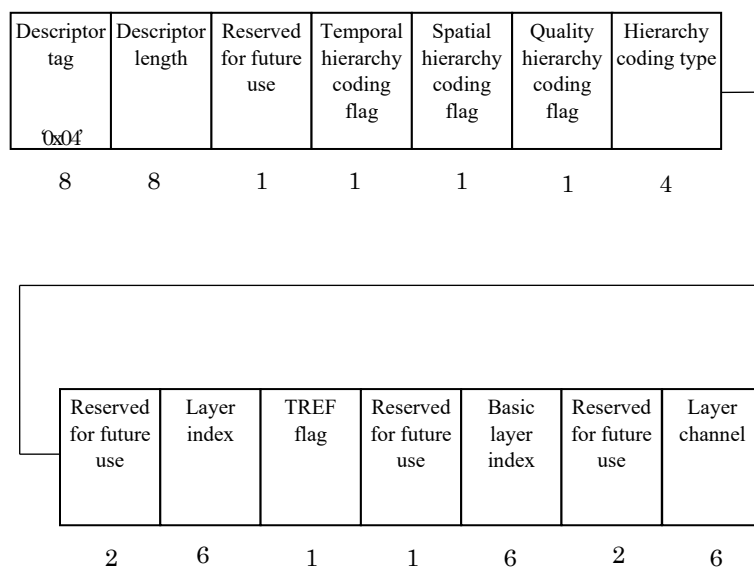 Descriptor tag
'0x04'
Descriptor length
Reserved for future use
Temporal hierarchy coding flag
Spatial hierarchy coding flag
Quality hierarchy coding flag
Hierarchy coding type
8 8 1 1 1 1 4
Reserved for future use
Layer index
TREF flag
Reserved for future use
Basic layer index
Reserved for future use
Layer channel
2 6 1 1 6 2 6